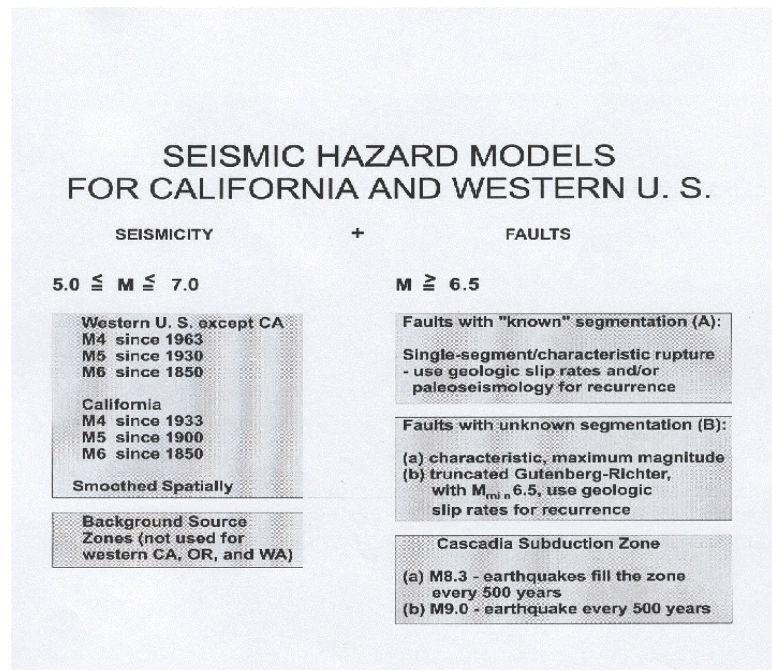 SEISMIC HAZARD MODELS
FOR CALIFORNIA AND WESTERN U. S.
SEISMICITY + FAULTS
5.0 ≦ M ≦ 7.0
Western U. S. except CA
M4 since 1963
M5 since 1930
M6 since 1850
California
M4 since 1933
M5 since 1900
M6 since 1850
Smoothed Spatially
Background Source
Zones (not used for
western CA, OR, and WA)
M ≧ 6.5
Faults with "known" segmentation (A):
Single-segment/characteristic rupture
- use geologic slip rates and/or
paleoseismology for recurrence
Faults with unknown segmentation (B):
(a) characteristic, maximum magnitude
(b) truncated Gutenberg-Richter,
with Mmin 6.5, use geologic
slip rates for recurrence
Cascadia Subduction Zone
(a) M8.3 - earthquakes fill the zone
every 500 years
(b) M9.0 - earthquake every 500 years